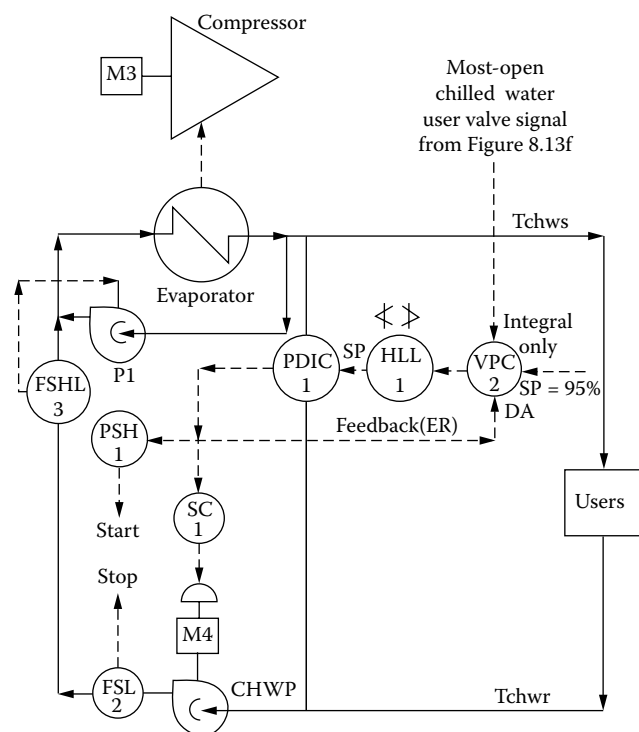 Compressor
M3
Most-open
chilled water
user valve signal
from Figure 8.13f
Tchws
Evaporator
P1
FSHL
3
PDIC
1
SP
HLL
1
VPC
2
Integral
only
SP = 95%
DA
PSH
1
Feedback(ER)
Start
SC
1
Users
Stop
M4
FSL
2
CHWP
Tchwr